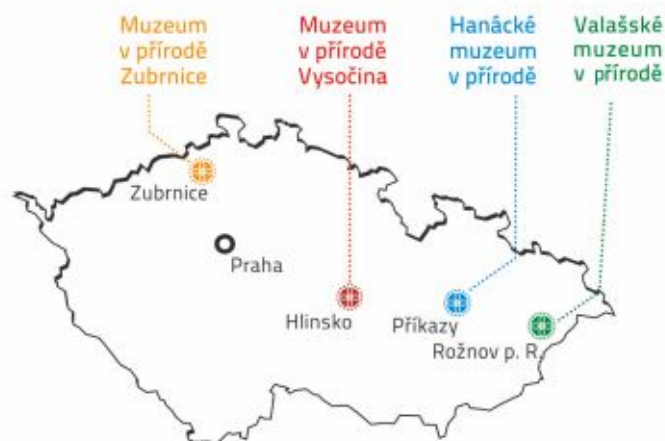 Muzeum
v přírodě
Zubrnice
Muzeum
v přírodě
Vysočina
Hanácké
muzeum
v přírodě
Valašské
muzeum
v přírodě
Zubrnice
Praha
Hlinsko
Příkazy
Rožnov p. R.